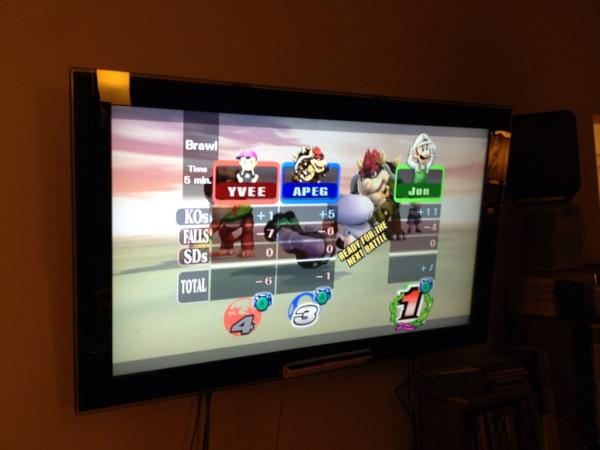 Brawl
Time
5 min.
YVEE
APEG
Jon
KOs +1 +5 +11
FALLS -7 -6 -4
SDs 0 0 0
READY FOR THE
NEXT BATTLE
TOTAL -6 -1 +7
4 3 1